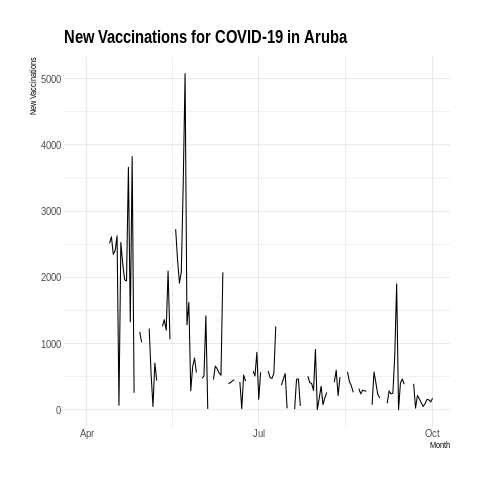 New Vaccinations for COVID-19 in Aruba
New Vaccinations
5000
4000
3000
2000
1000
0
Apr
Jul
Oct
Month